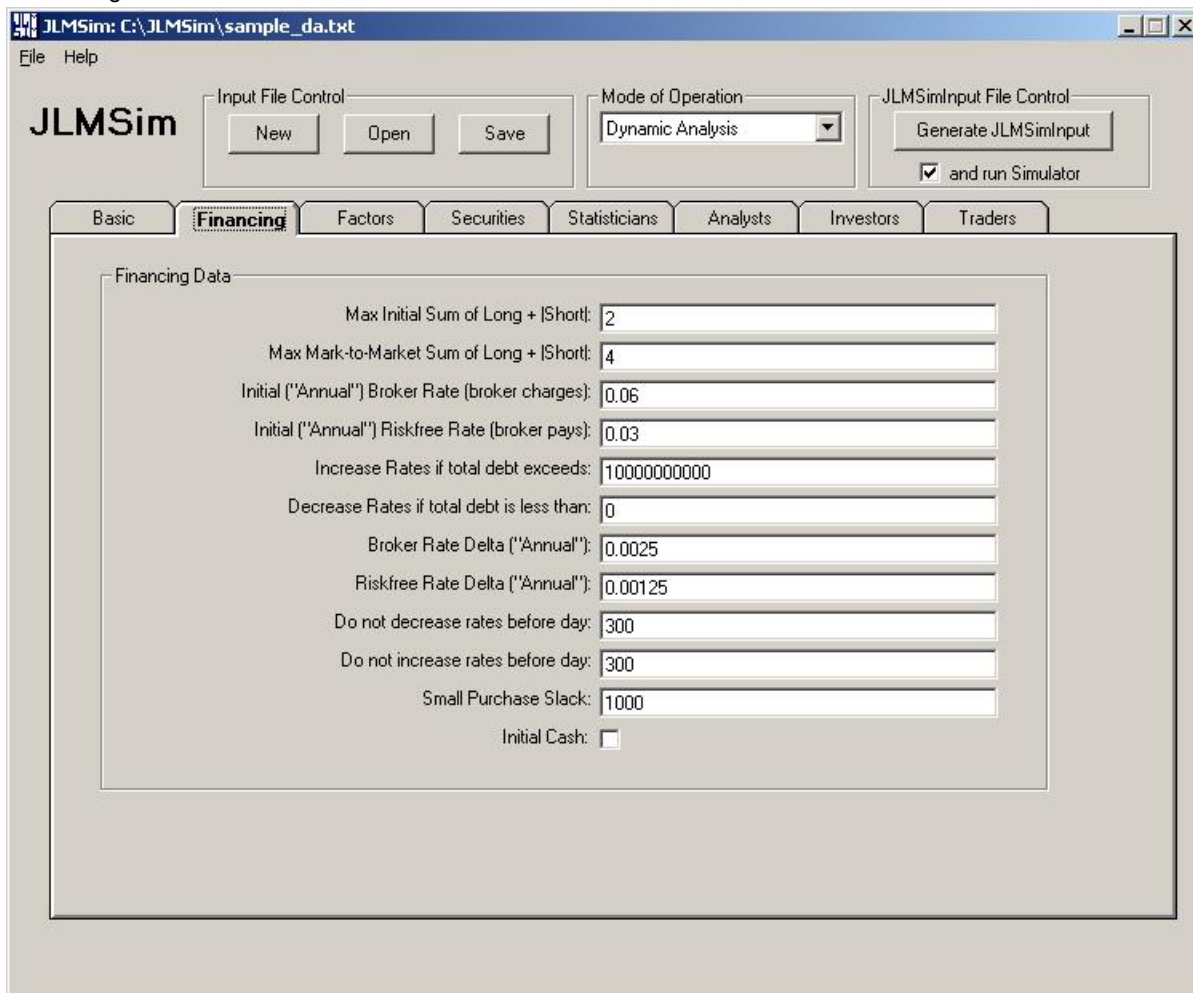 JLMSim: C:\JLMSim\sample_da.txt
File Help
JLMSim
Input File Control
New Open Save
Mode of Operation
Dynamic Analysis
JLMSimInput File Control
Generate JLMSimInput
and run Simulator
Basic Financing Factors Securities Statisticians Analysts Investors Traders
Financing Data
Max Initial Sum of Long + |Short|: 2
Max Mark-to-Market Sum of Long + |Short|: 4
Initial ("Annual") Broker Rate (broker charges): 0.06
Initial ("Annual") Riskfree Rate (broker pays): 0.03
Increase Rates if total debt exceeds: 10000000000
Decrease Rates if total debt is less than: 0
Broker Rate Delta ("Annual"): 0.0025
Riskfree Rate Delta ("Annual"): 0.00125
Do not decrease rates before day: 300
Do not increase rates before day: 300
Small Purchase Slack: 1000
Initial Cash: